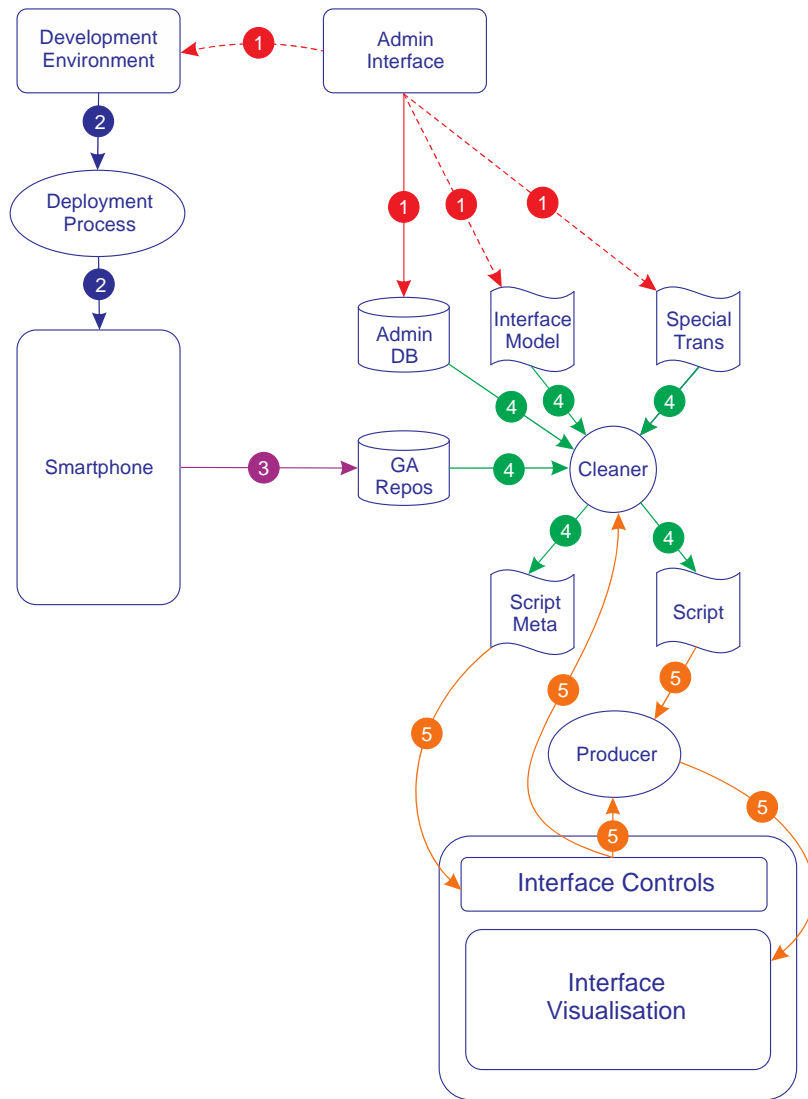 Development
Environment
1
Admin
Interface
2
Deployment
Process
1
1
1
2
Admin
DB
Interface
Model
Special
Trans
4
4
4
Smartphone
3
GA
Repos
4
Cleaner
4
4
Script
Meta
Script
5
5
5
Producer
5
5
Interface Controls
Interface
Visualisation